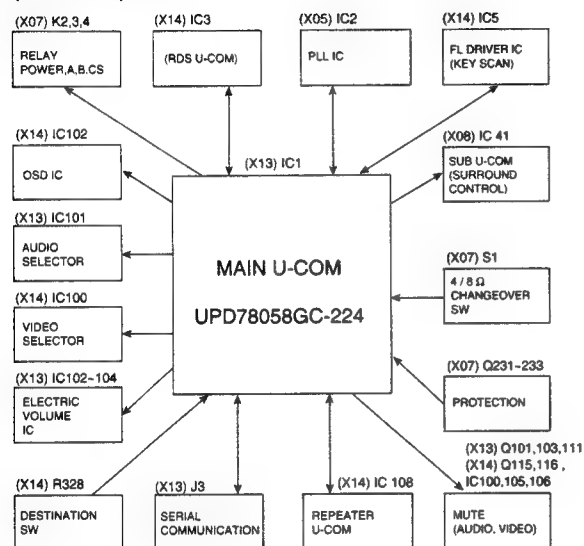 (X07) K2,3,4
RELAY
POWER,A,B.CS
(X14) IC3
(RDS U-COM)
(X05) IC2
PLL IC
(X14) IC5
FL DRIVER IC
(KEY SCAN)
(X14) IC102
OSD IC
(X13) IC1
MAIN U-COM
UPD78058GC-224
(X08) IC 41
SUB U-COM
(SURROUND
CONTROL)
(X13) IC101
AUDIO
SELECTOR
(X07) S1
4 / 8 Ω
CHANGEOVER
SW
(X14) IC100
VIDEO
SELECTOR
(X13) IC102~104
ELECTRIC
VOLUME
IC
(X07) Q231~233
PROTECTION
(X14) R328
DESTINATION
SW
(X13) J3
SERIAL
COMMUNICATION
(X14) IC 108
REPEATER
U-COM
(X13) Q101,103,111
(X14) Q115,116 ,
IC100,105,106
MUTE
(AUDIO, VIDEO)